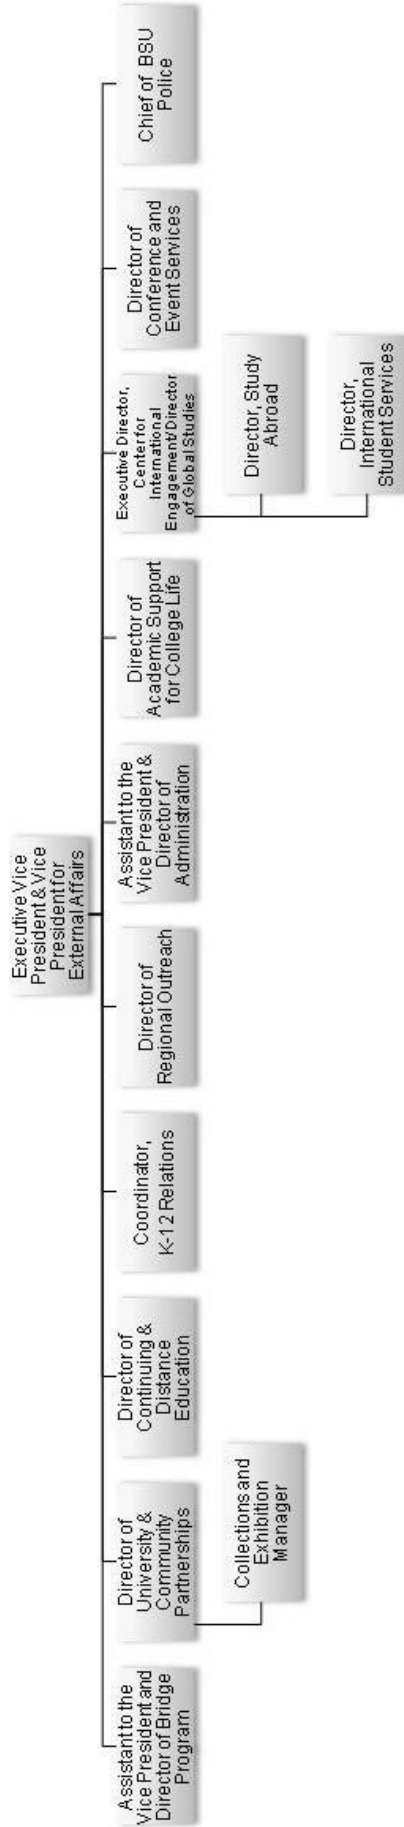 Executive Vice
President & Vice
President for
External Affairs
Assistant to the
Vice President and
Director of Bridge
Program
Director of
University &
Community
Partnerships
Collections and
Exhibition
Manager
Director of
Continuing &
Distance
Education
Coordinator,
K-12 Relations
Director of
Regional Outreach
Assistant to the
Vice President &
Director of
Administration
Director of
Academic Support
for College Life
Executive Director,
Center for
International
Engagement/Director
of Global Studies
Director, Study
Abroad
Director,
International
Student Services
Director of
Conference and
Event Services
Chief of BSU
Police